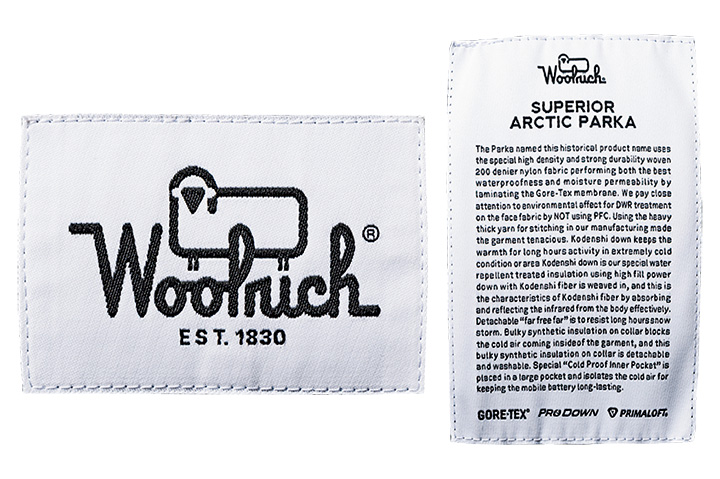 Woolrich®
EST. 1830
Woolrich®
SUPERIOR
ARCTIC PARKA
The Parka named this historical product name uses
the special high density and strong durability woven
200 denier nylon fabric performing both the best
waterproofness and moisture permeability by
laminating the Gore-Tex membrane. We pay close
attention to environmental affect for DWR treatment
on the face fabric by NOT using PFC. Using the heavy
thick yarn for stitching in our manufacturing made
the garment tenacious. Kodenshi down keeps the
warmth for long hours activity in extremely cold
condition or area Kodenshi down is our special water
repellent treated insulation using high fill power
down with Kodenshi fiber is weaved in, and this is
the characteristics of Kodenshi fiber by absorbing
and reflecting the infrared from the body effectively.
Detachable "far free far" is to resist long hours snow
storm. Bulky synthetic insulation on collar blocks
the cold air coming insideof the garment, and this
bulky synthetic insulation on collar is detachable
and washable. Special "Cold Proof Inner Pocket" is
placed in a large pocket and isolates the cold air for
keeping the mobile battery long-lasting.
GORE-TEX® PRODOWN PRIMALOFT®